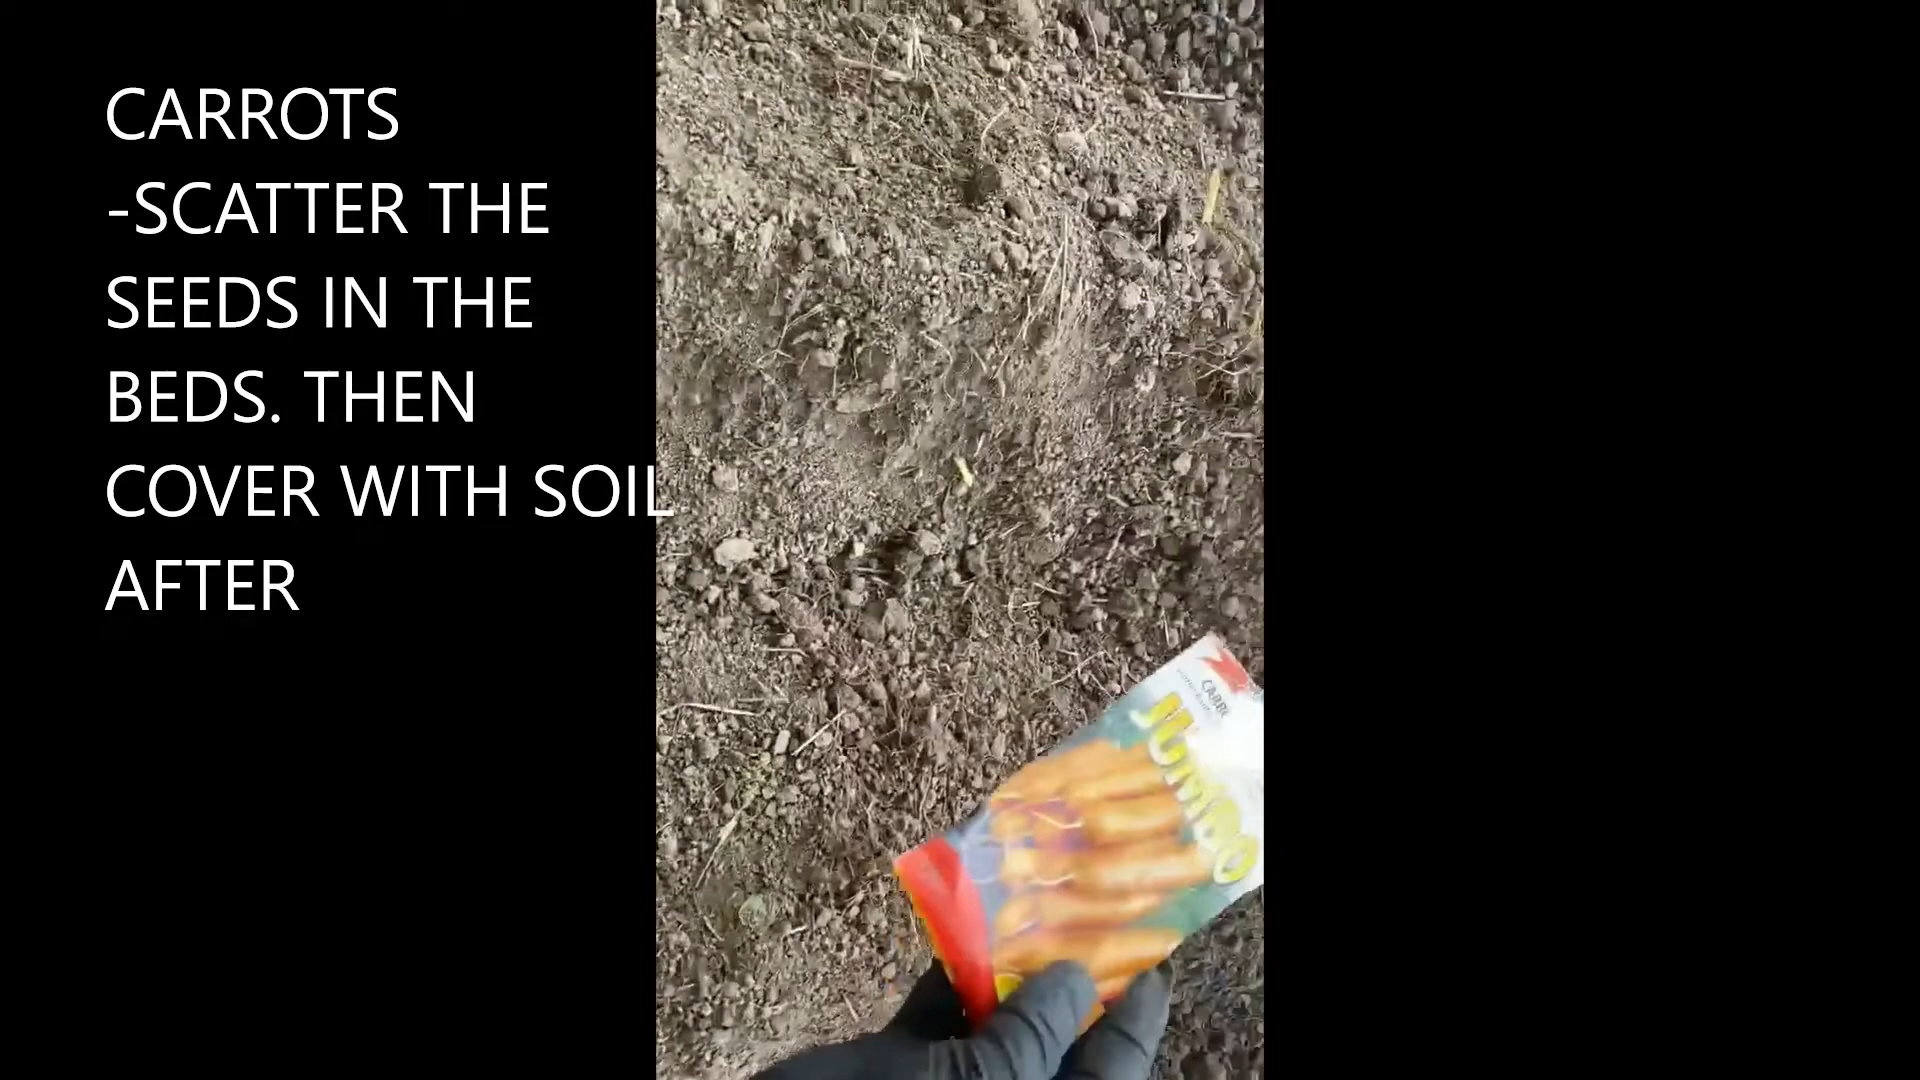 CARROTS
-SCATTER THE
SEEDS IN THE
BEDS. THEN
COVER WITH SOIL
AFTER
JUMBO